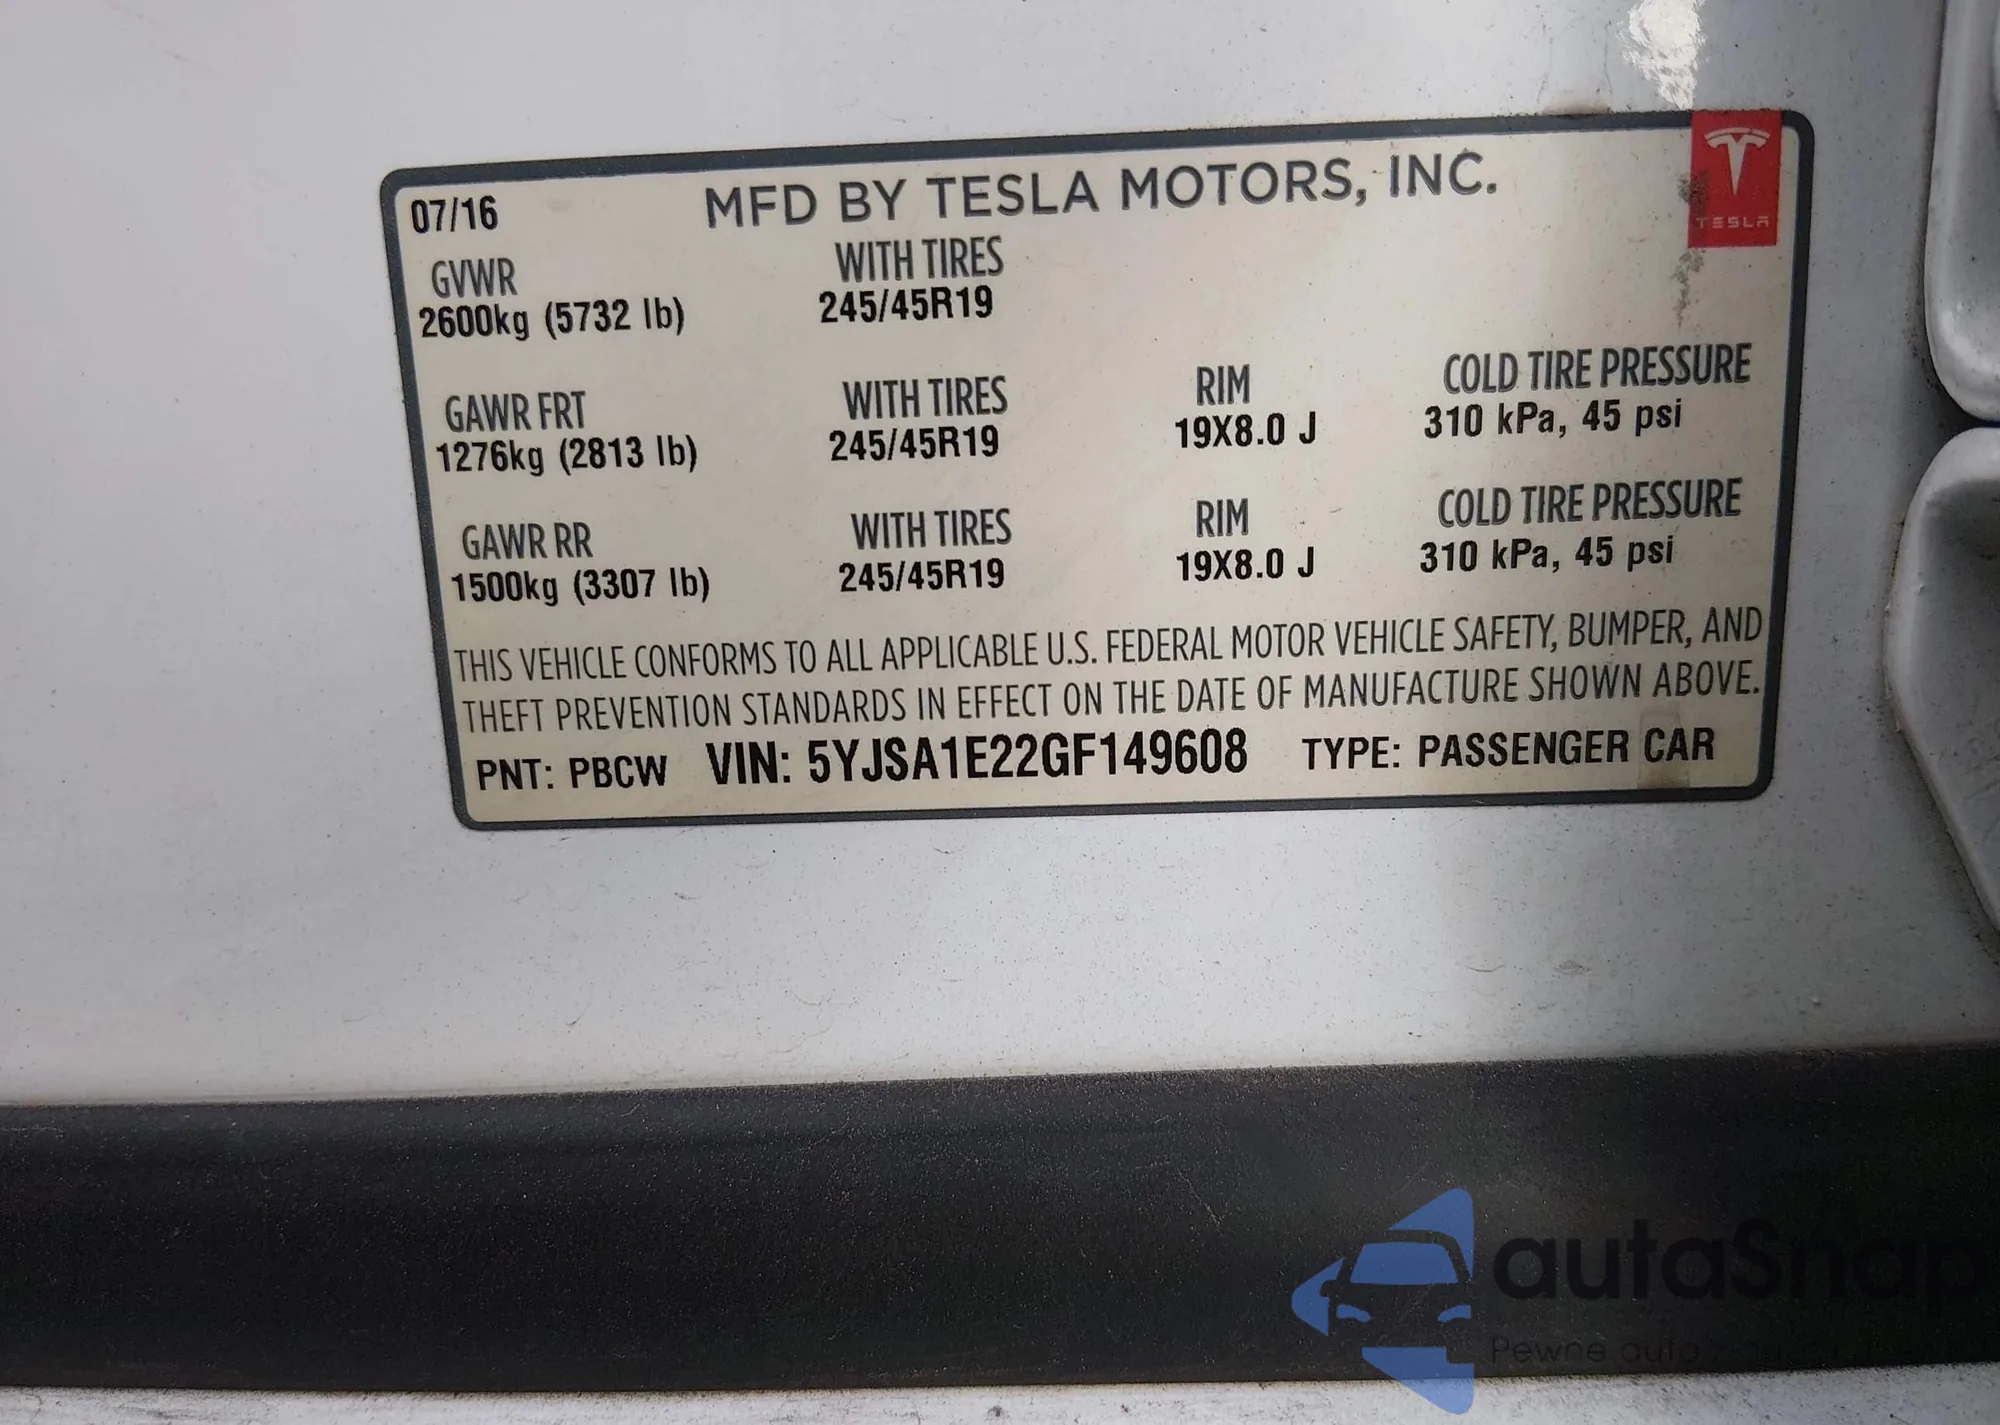 07/16 MFD BY TESLA MOTORS, INC.
TESLA
GVWR WITH TIRES
2600kg (5732 lb) 245/45R19
GAWR FRT WITH TIRES RIM COLD TIRE PRESSURE
1276kg (2813 lb) 245/45R19 19X8.0 J 310 kPa, 45 psi
GAWR RR WITH TIRES RIM COLD TIRE PRESSURE
1500kg (3307 lb) 245/45R19 19X8.0 J 310 kPa, 45 psi
THIS VEHICLE CONFORMS TO ALL APPLICABLE U.S. FEDERAL MOTOR VEHICLE SAFETY, BUMPER, AND
THEFT PREVENTION STANDARDS IN EFFECT ON THE DATE OF MANUFACTURE SHOWN ABOVE.
PNT: PBCW VIN: 5YJSA1E22GF149608 TYPE: PASSENGER CAR
autaSnap
Pewne auto